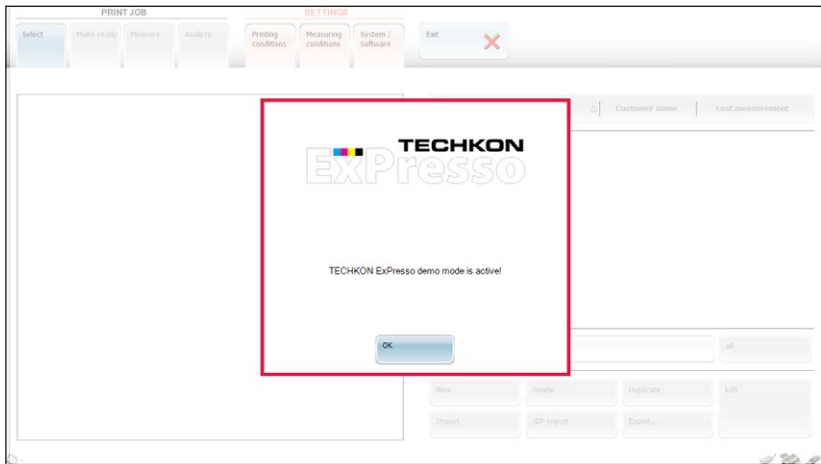 PRINT JOB
SETTINGS
Select
Make ready
Measure
Analyze
Printing
conditions
Measuring
conditions
System /
Software
Exit
Customer name
Last measurement
TECHKON
ExPresso
TECHKON ExPresso demo mode is active!
OK
all
New
Delete
Duplicate
Edit
Import
JDF import
Export...